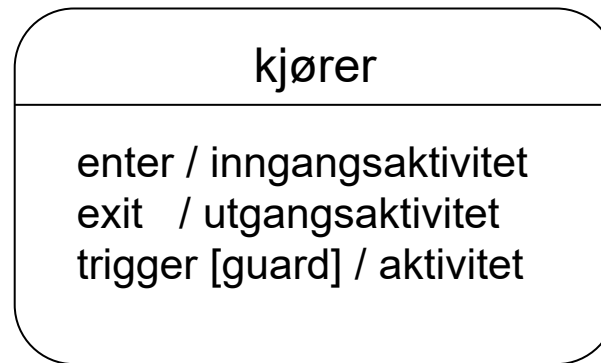 kjører
enter / inngangsaktivitet
exit / utgangsaktivitet
trigger [guard] / aktivitet